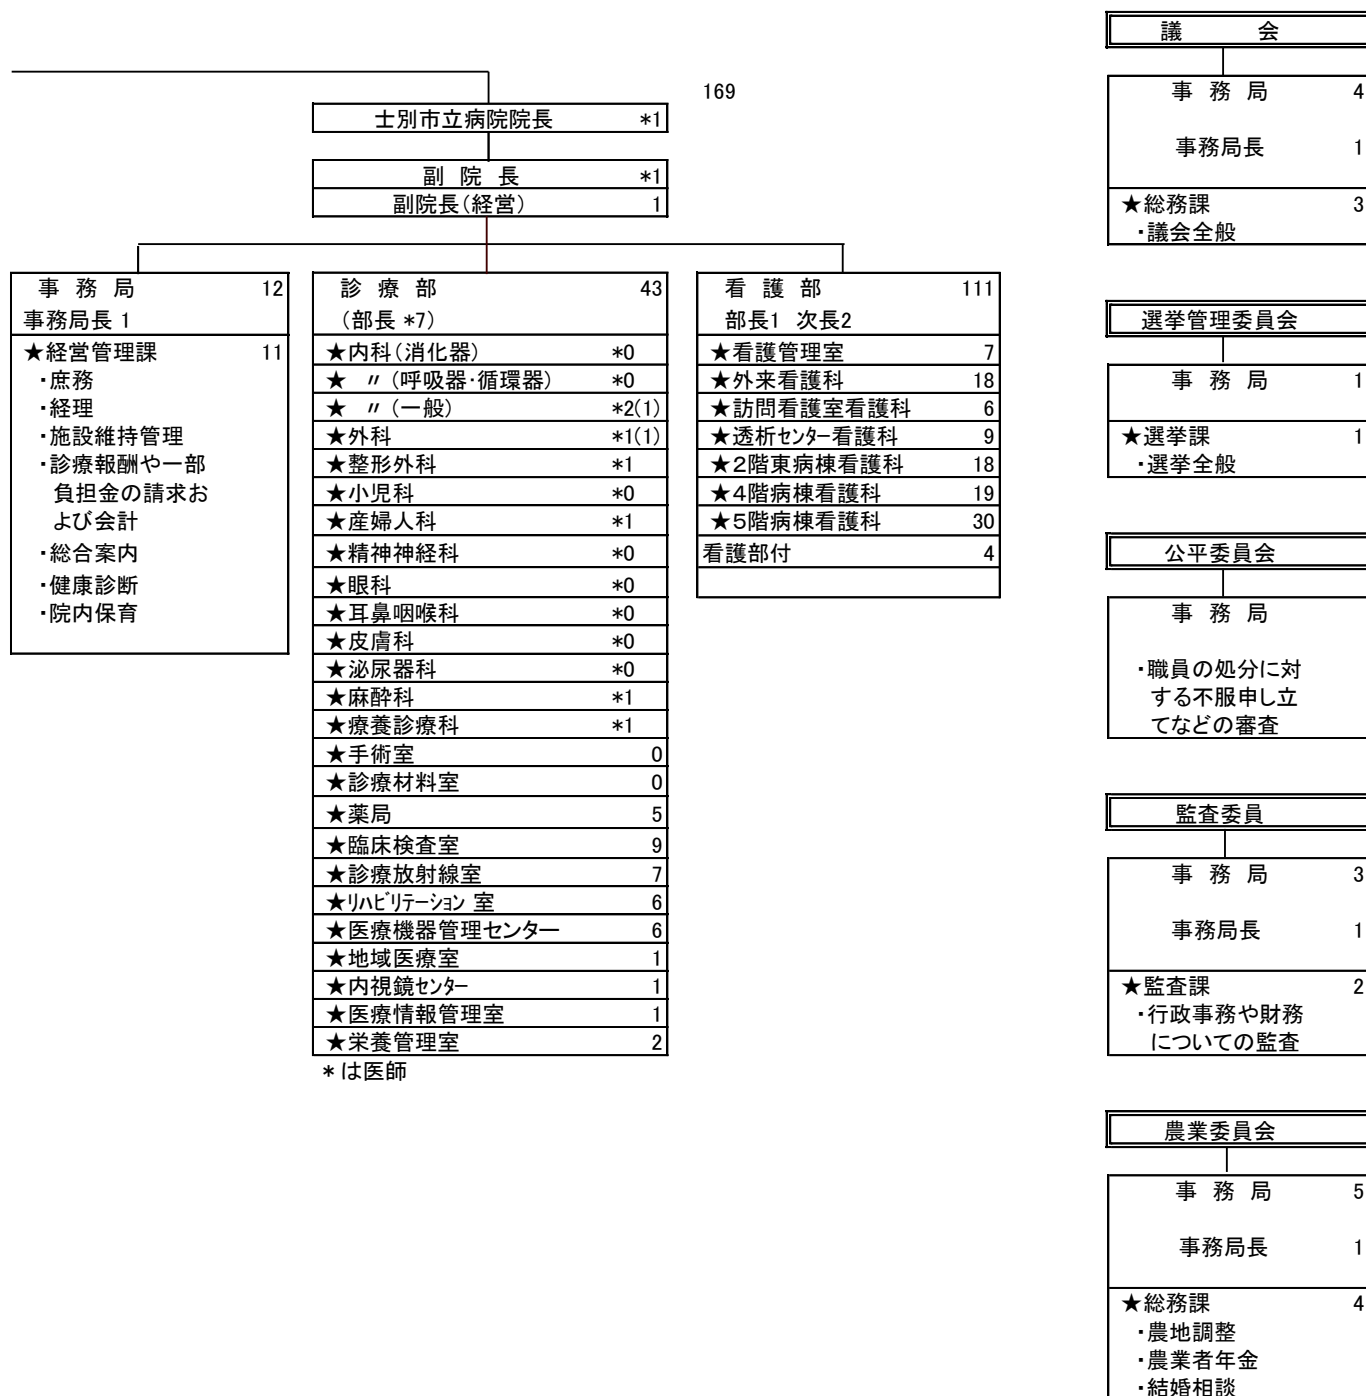 169
士別市立病院院長 *1
副 院 長 *1
副院長(経営) 1
事 務 局 12
事務局長 1
★経営管理課 11
・庶務
・経理
・施設維持管理
・診療報酬や一部
負担金の請求お
よび会計
・総合案内
・健康診断
・院内保育
診 療 部 43
(部長 *7)
★内科(消化器) *0
★ 〃(呼吸器・循環器) *0
★ 〃(一般) *2(1)
★外科 *1(1)
★整形外科 *1
★小児科 *0
★産婦人科 *1
★精神神経科 *0
★眼科 *0
★耳鼻咽喉科 *0
★皮膚科 *0
★泌尿器科 *0
★麻酔科 *1
★療養診療科 *1
★手術室 0
★診療材料室 0
★薬局 5
★臨床検査室 9
★診療放射線室 7
★ﾘﾊﾋﾞﾘﾃｰｼｮﾝ 室 6
★医療機器管理センター 6
★地域医療室 1
★内視鏡ｾﾝﾀｰ 1
★医療情報管理室 1
★栄養管理室 2
* は医師
看 護 部 111
部長1 次長2
★看護管理室 7
★外来看護科 18
★訪問看護室看護科 6
★透析ｾﾝﾀｰ看護科 9
★2階東病棟看護科 18
★4階病棟看護科 19
★5階病棟看護科 30
看護部付 4
議 会
事 務 局 4
事務局長 1
★総務課 3
・議会全般
選挙管理委員会
事 務 局 1
★選挙課 1
・選挙全般
公平委員会
事 務 局
・職員の処分に対
する不服申し立
てなどの審査
監査委員
事 務 局 3
事務局長 1
★監査課 2
・行政事務や財務
についての監査
農業委員会
事 務 局 5
事務局長 1
★総務課 4
・農地調整
・農業者年金
・結婚相談